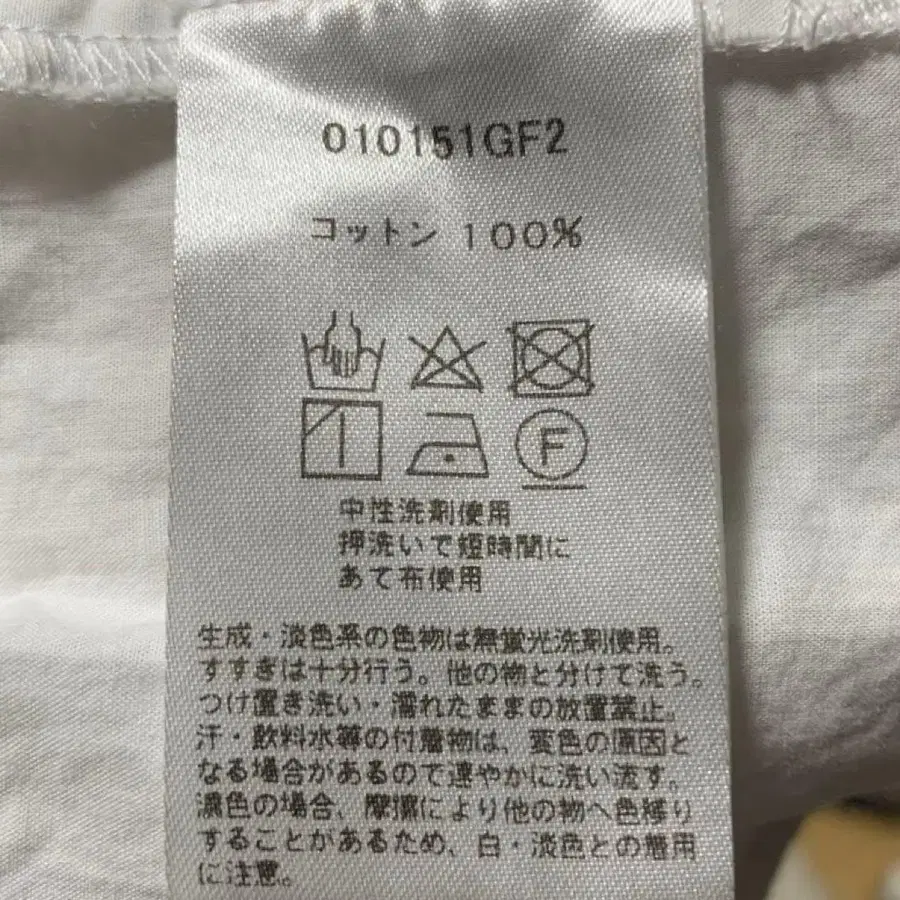 010151GF2
コットン 100%
F
中性洗剤使用
押洗いで短時間に
あて布使用
生成・淡色系の色物は無蛍光洗剤使用。
すすぎは十分行う。他の物と分けて洗う。
つけ置き洗い・濡れたままの放置禁止。
汗・飲料水等の付着物は、変色の原因と
なる場合があるので速やかに洗い流す。
濃色の場合、摩擦により他の物へ色移り
することがあるため、白・淡色との着用
に注意。